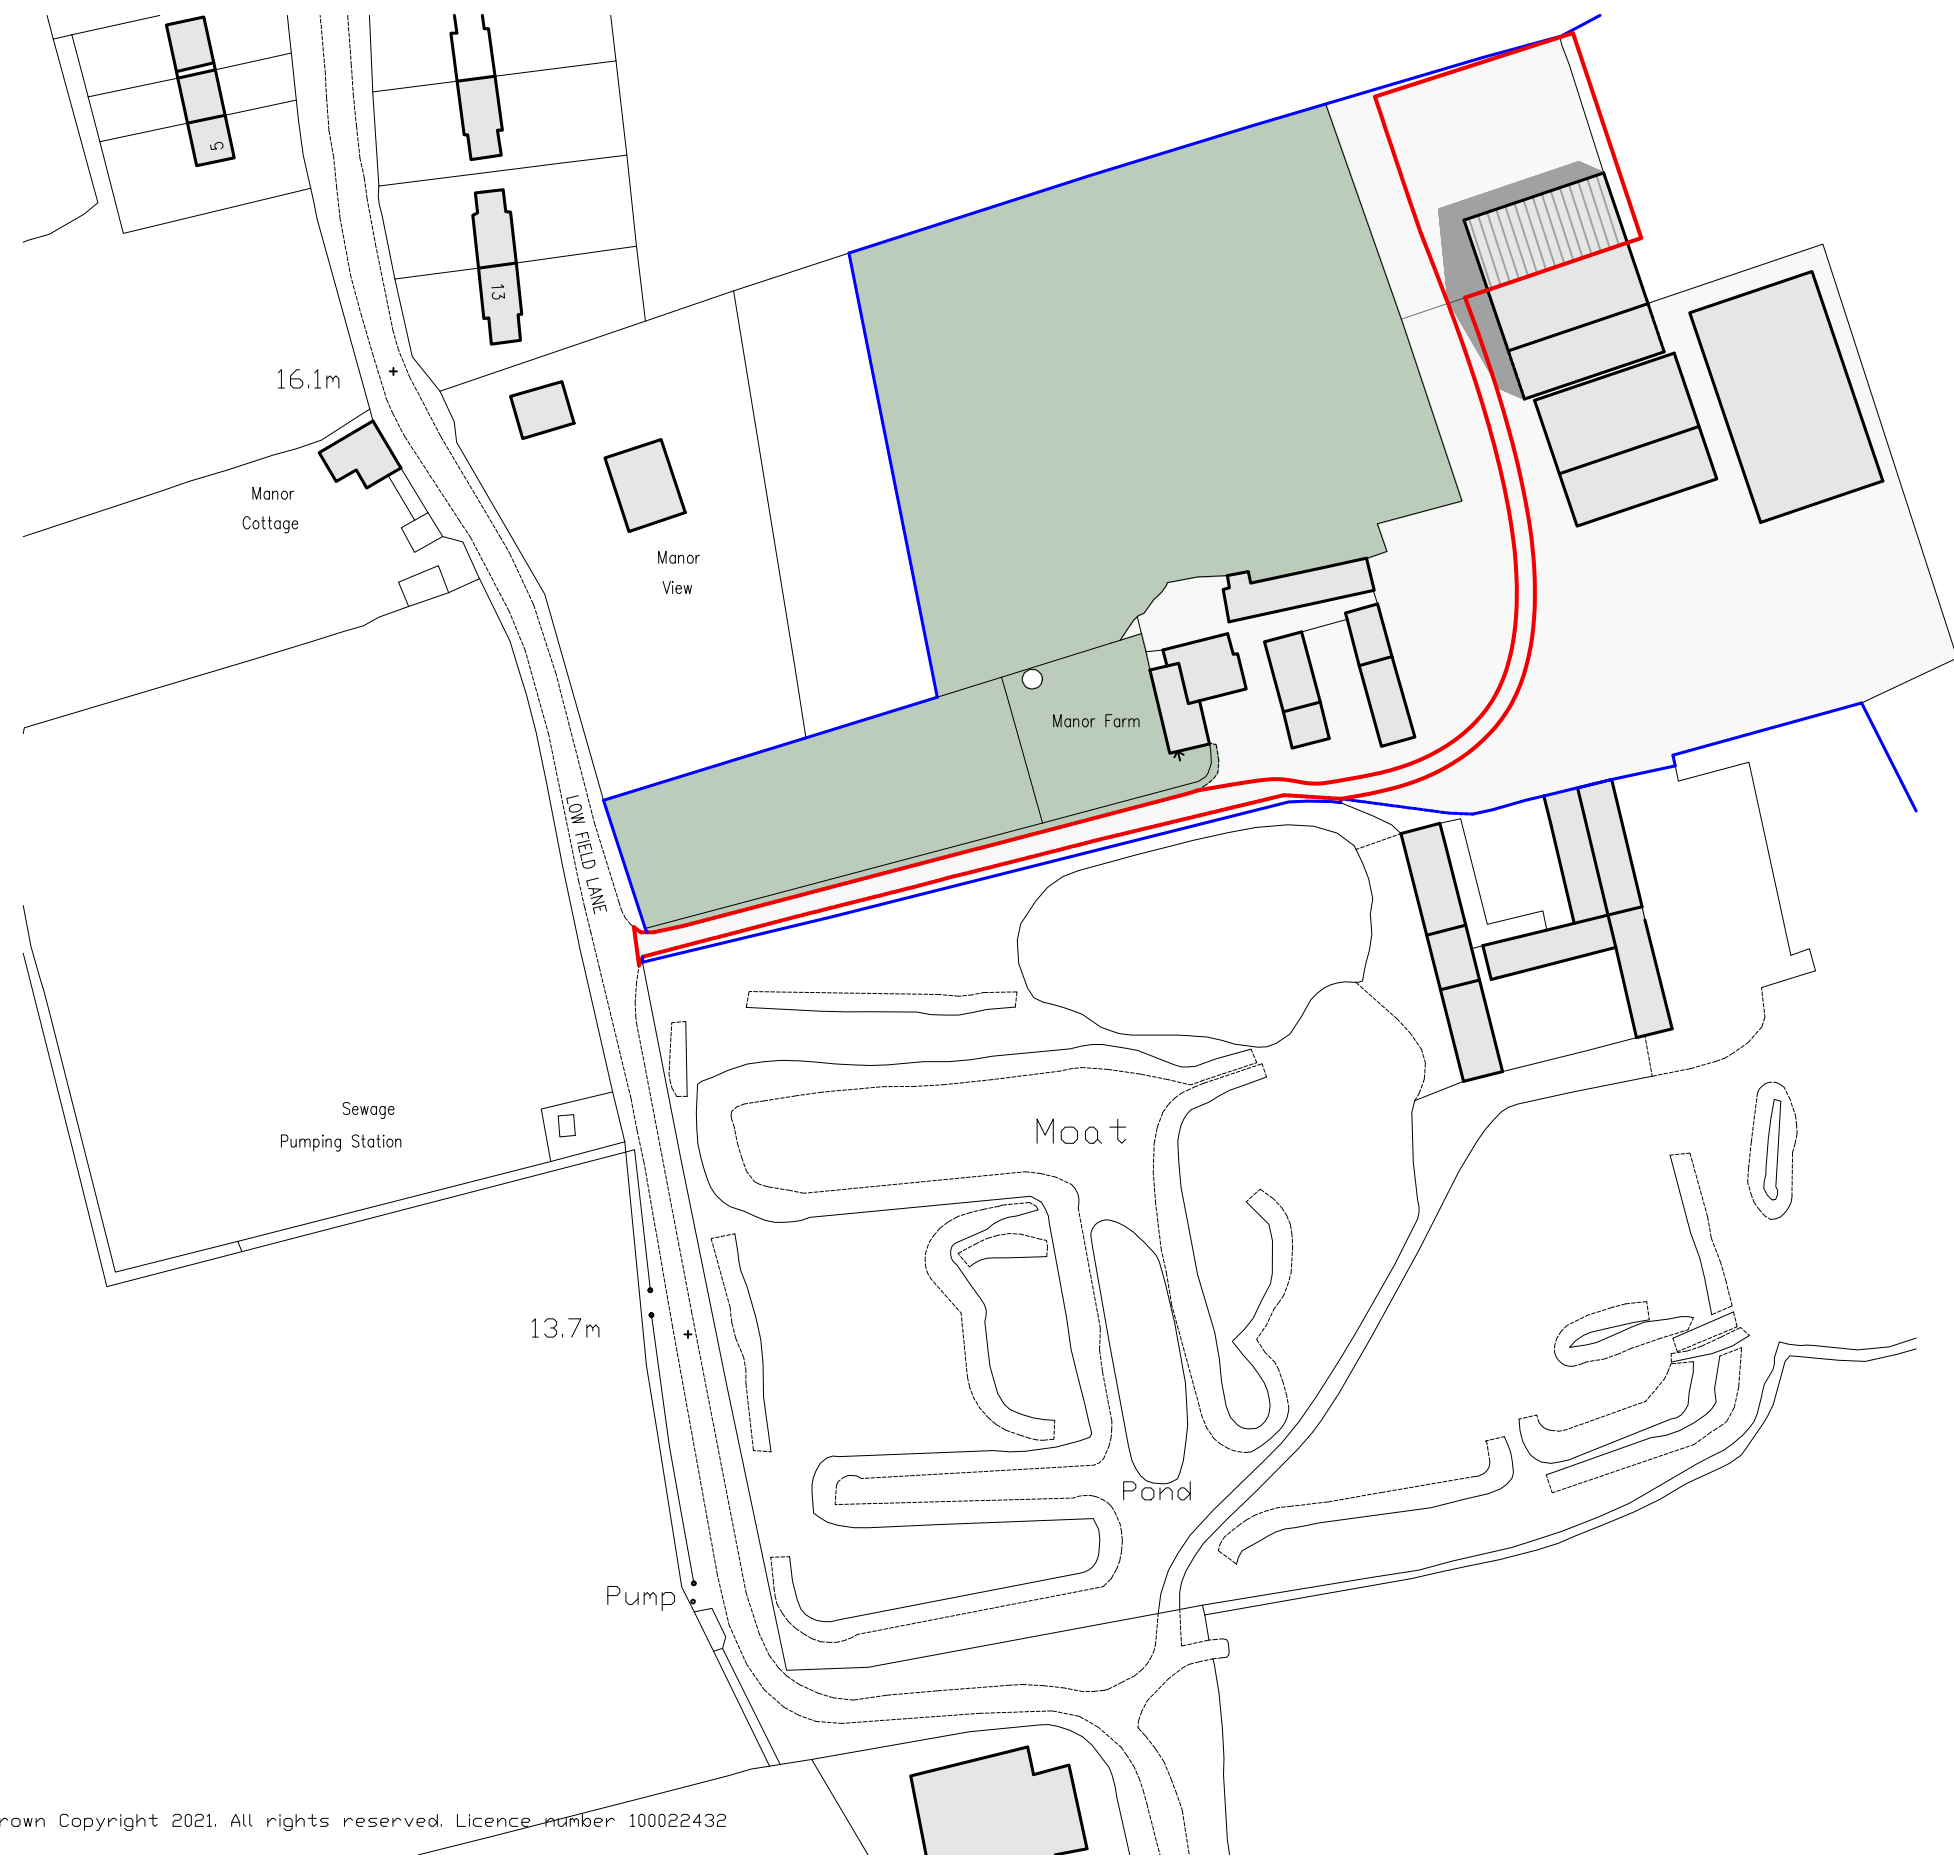 5
13
16.1m
Manor
Cottage
Manor
View
Manor Farm
LOW FIELD LANE
Sewage
Pumping Station
Moat
13.7m
Pond
Pump
rown Copyright 2021. All rights reserved. Licence number 100022432